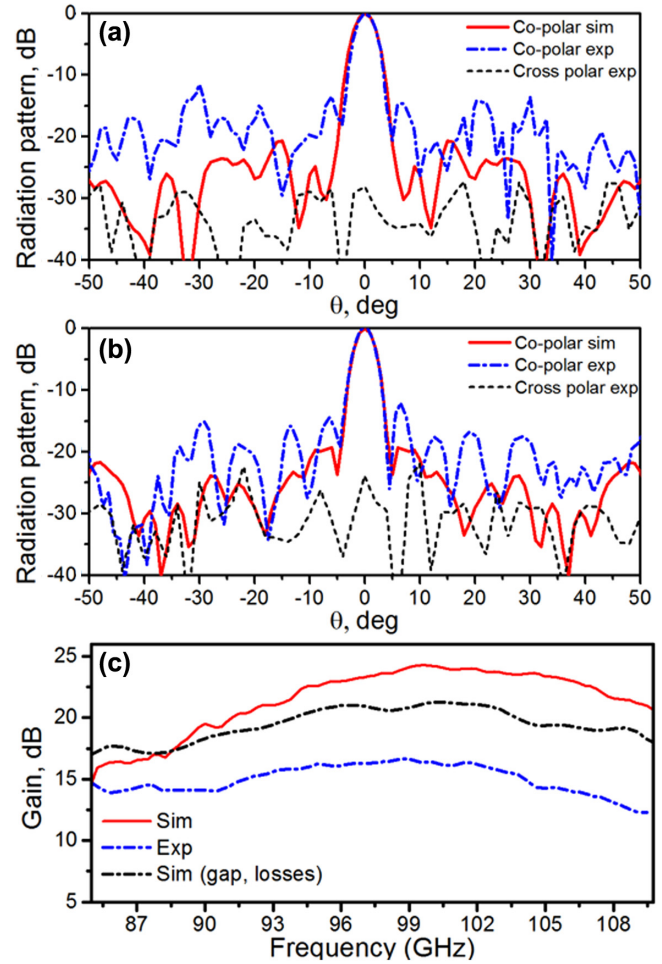 (a)
Co-polar sim
Co-polar exp
Cross polar exp
Radiation pattern, dB
0
-10
-20
-30
-40
-50 -40 -30 -20 -10 0 10 20 30 40 50
θ, deg
(b)
Co-polar sim
Co-polar exp
Cross polar exp
Radiation pattern, dB
0
-10
-20
-30
-40
-50 -40 -30 -20 -10 0 10 20 30 40 50
θ, deg
(c)
Gain, dB
25
20
15
10
5
Sim
Exp
Sim (gap, losses)
87 90 93 96 99 102 105 108
Frequency (GHz)